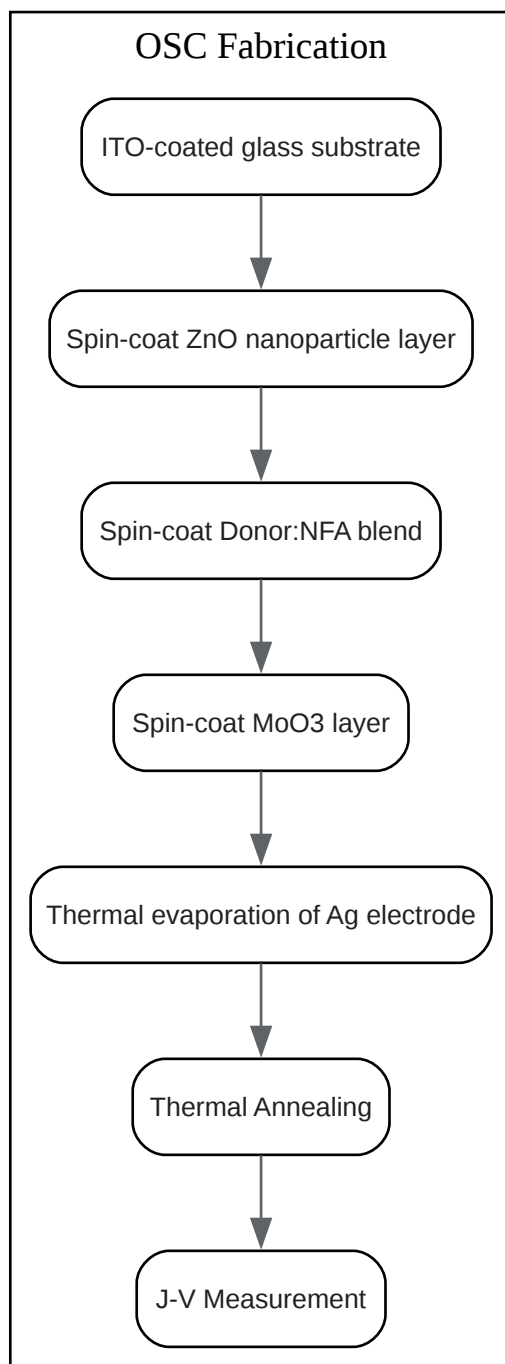 OSC Fabrication
ITO-coated glass substrate
Spin-coat ZnO nanoparticle layer
Spin-coat Donor:NFA blend
Spin-coat MoO3 layer
Thermal evaporation of Ag electrode
Thermal Annealing
J-V Measurement